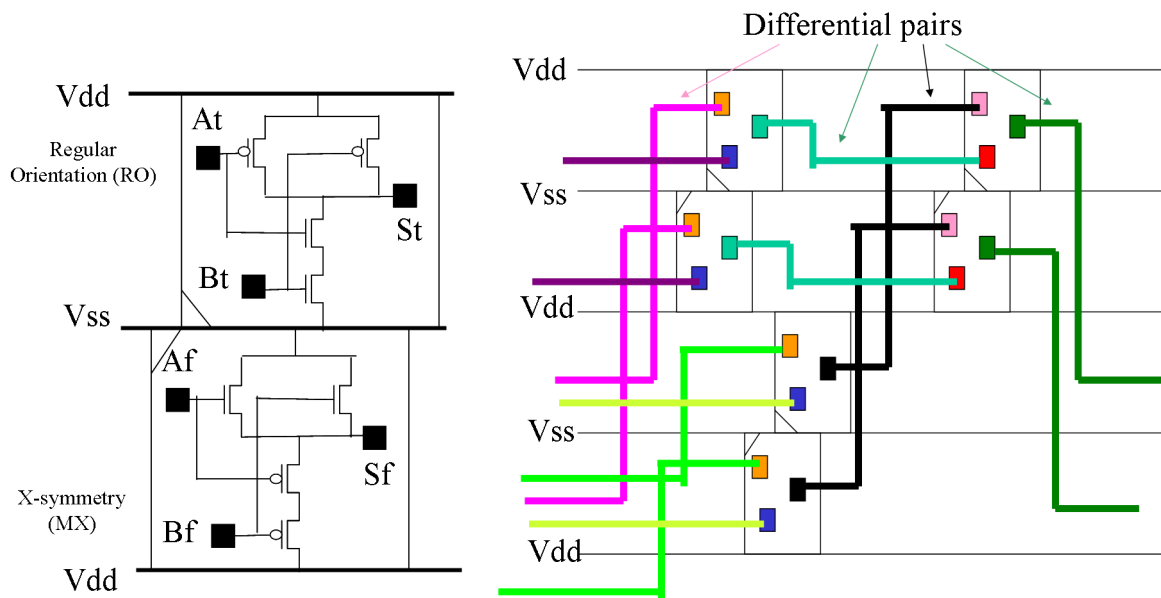 Vdd
At
Regular
Orientation (RO)
St
Bt
Vss
Af
Sf
X-symmetry
(MX)
Bf
Vdd
Differential pairs
Vdd
Vss
Vdd
Vss
Vdd